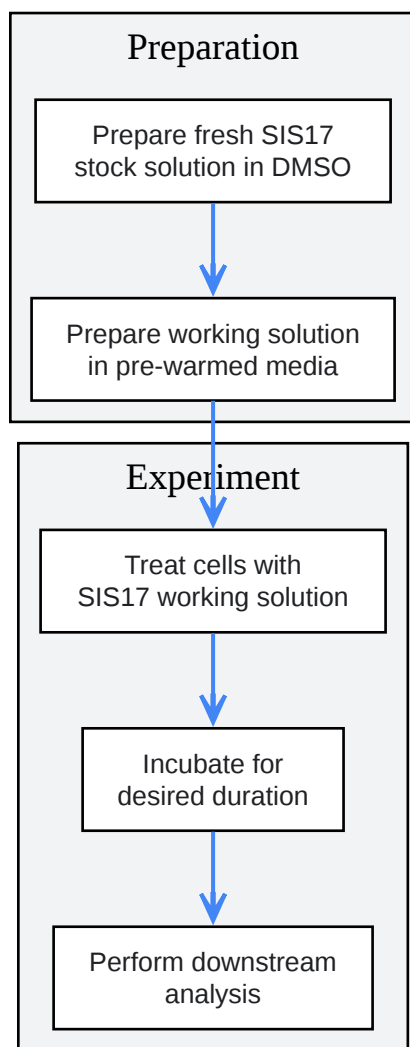 Preparation
Prepare fresh SIS17
stock solution in DMSO
Prepare working solution
in pre-warmed media
Experiment
Treat cells with
SIS17 working solution
Incubate for
desired duration
Perform downstream
analysis